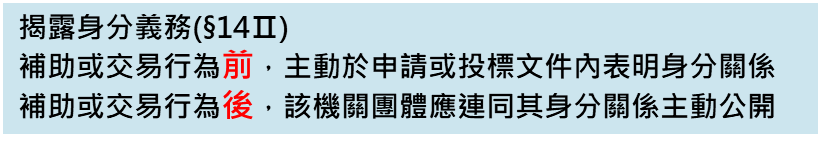 揭露身分義務(§14Ⅱ)
補助或交易行為前，主動於申請或投標文件內表明身分關係
補助或交易行為後，該機關團體應連同其身分關係主動公開